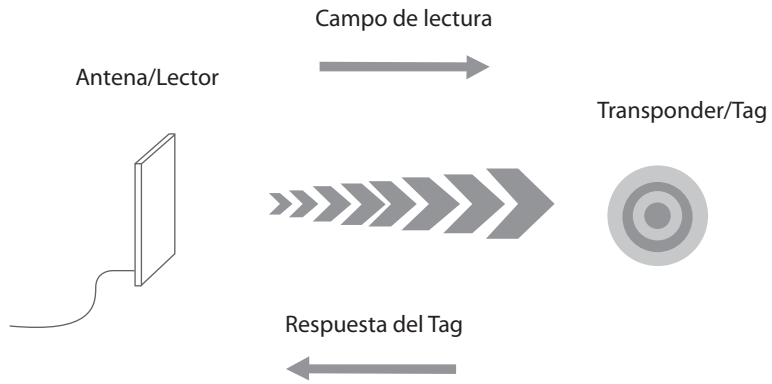 Campo de lectura
Antena/Lector
Transponder/Tag
Respuesta del Tag